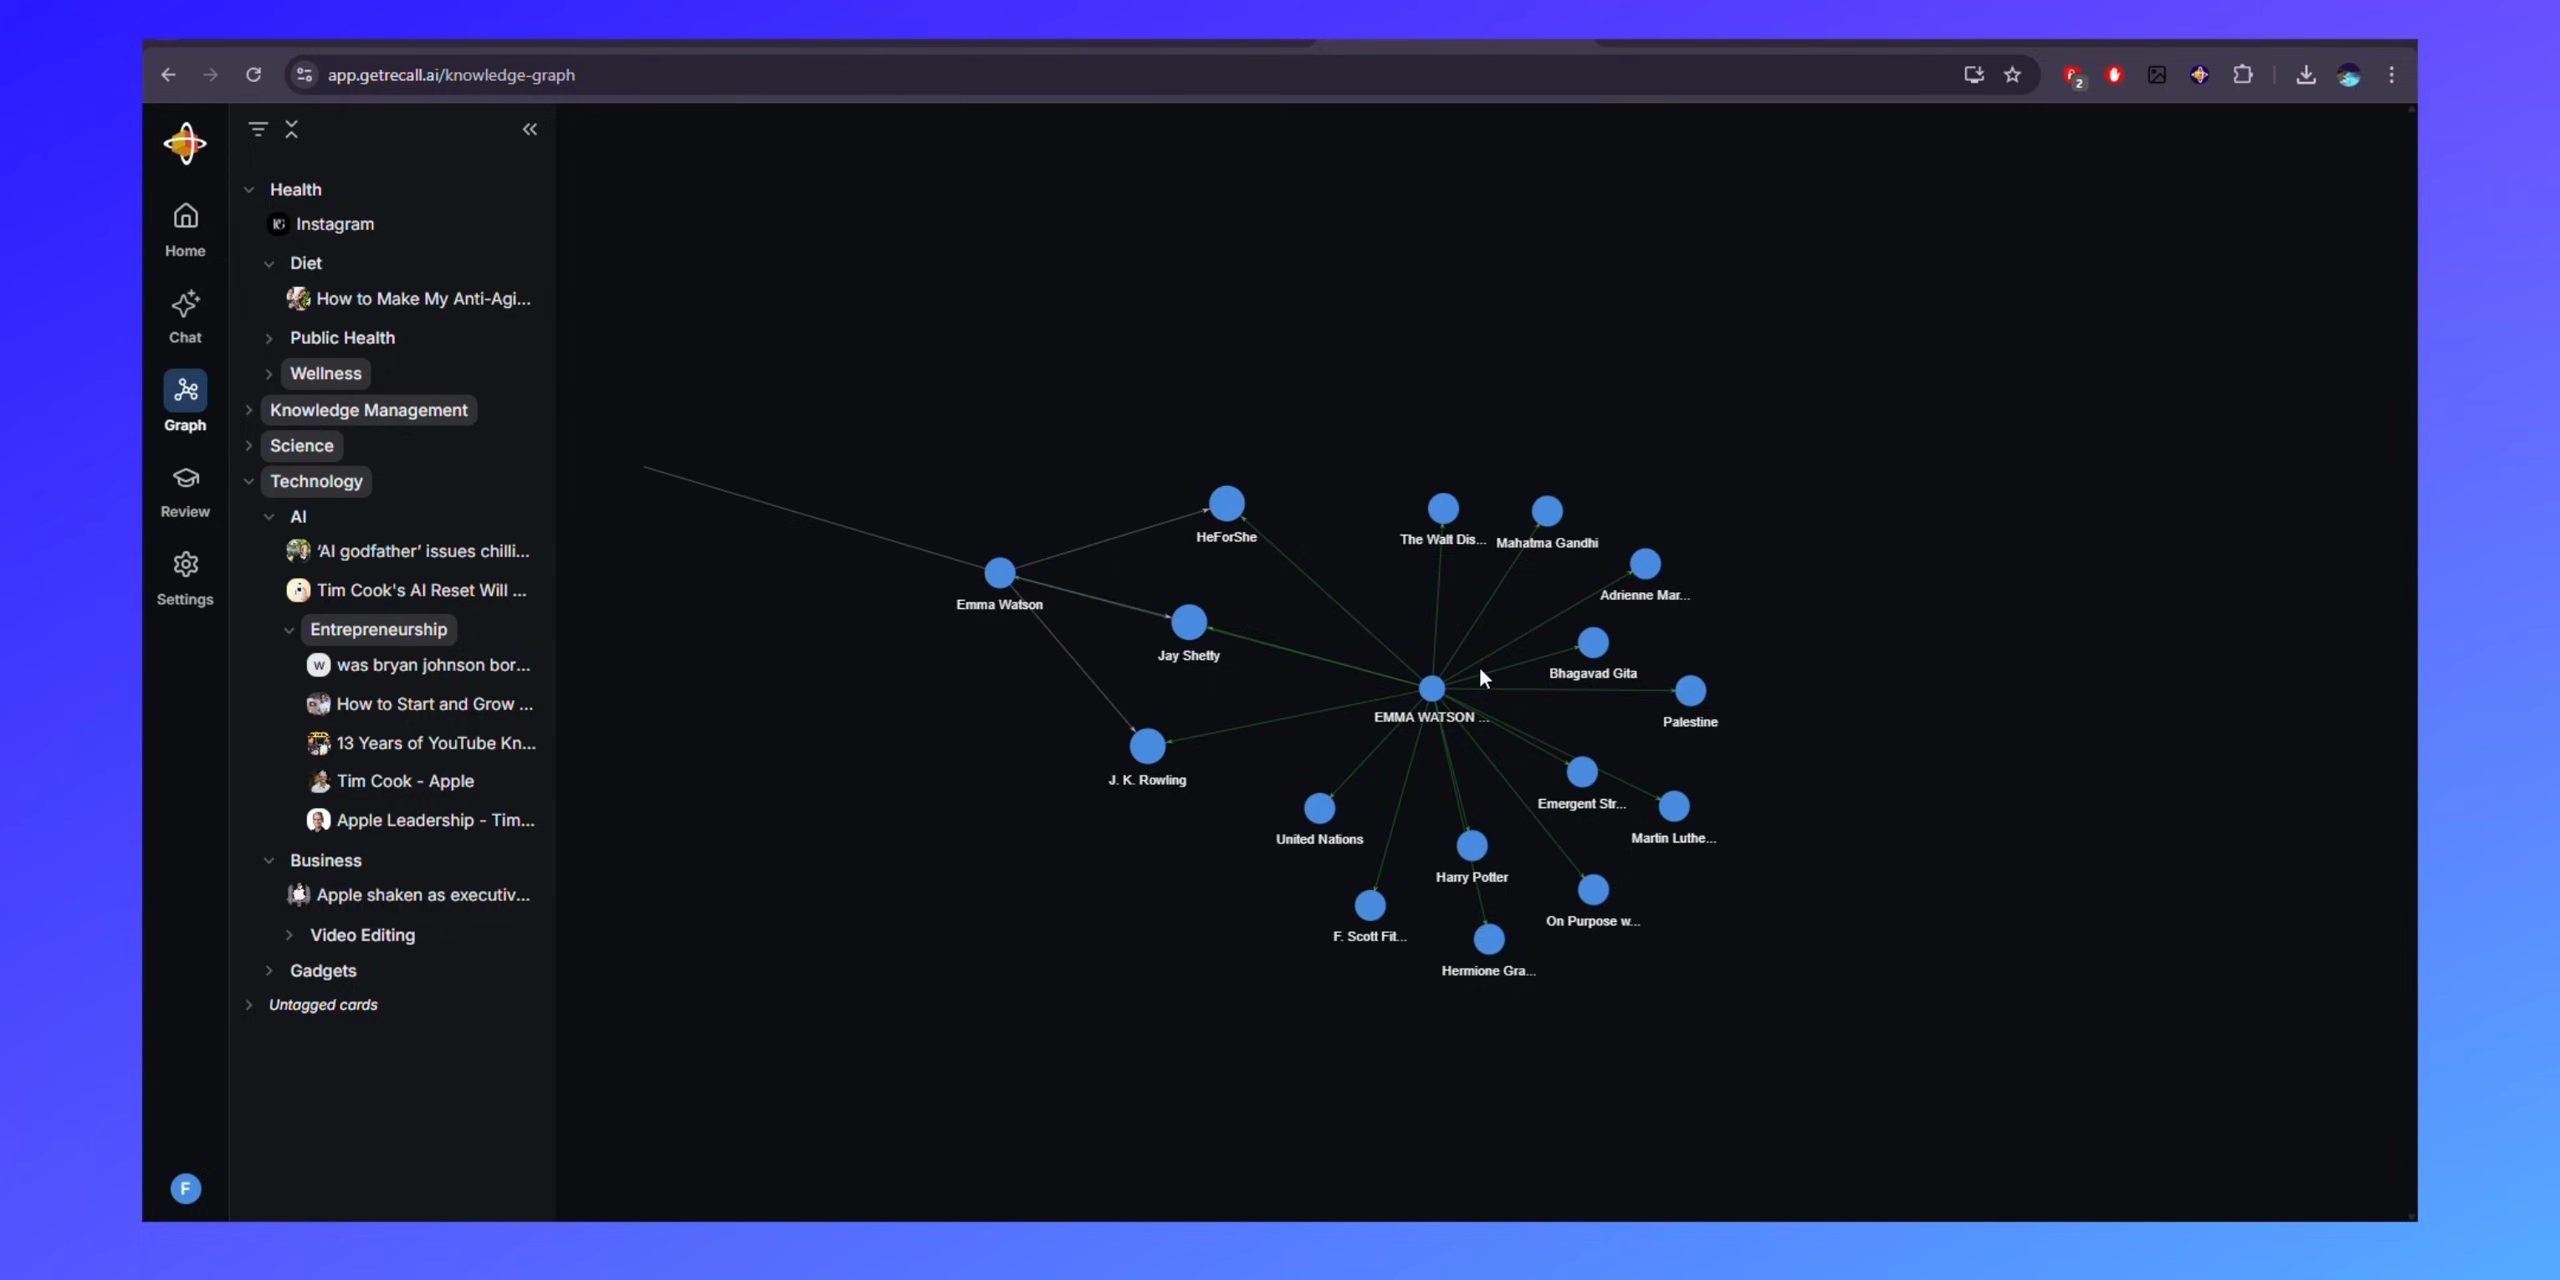 app.getrecall.ai/knowledge-graph
2
Home
Chat
Graph
Review
Settings
F
Health
Instagram
Diet
How to Make My Anti-Agi...
Public Health
Wellness
Knowledge Management
Science
Technology
AI
'AI godfather' issues chilli...
Tim Cook's AI Reset Will ...
Entrepreneurship
W was bryan johnson bor...
How to Start and Grow ...
13 Years of YouTube Kn...
Tim Cook - Apple
Apple Leadership - Tim...
Business
Apple shaken as executiv...
Video Editing
Gadgets
Untagged cards
HeForShe
The Walt Dis...
Mahatma Gandhi
Adrienne Mar...
Emma Watson
Jay Shetty
Bhagavad Gita
EMMA WATSON ...
Palestine
J. K. Rowling
Emergent Str...
United Nations
Martin Luthe...
Harry Potter
On Purpose w...
F. Scott Fit...
Hermione Gra...